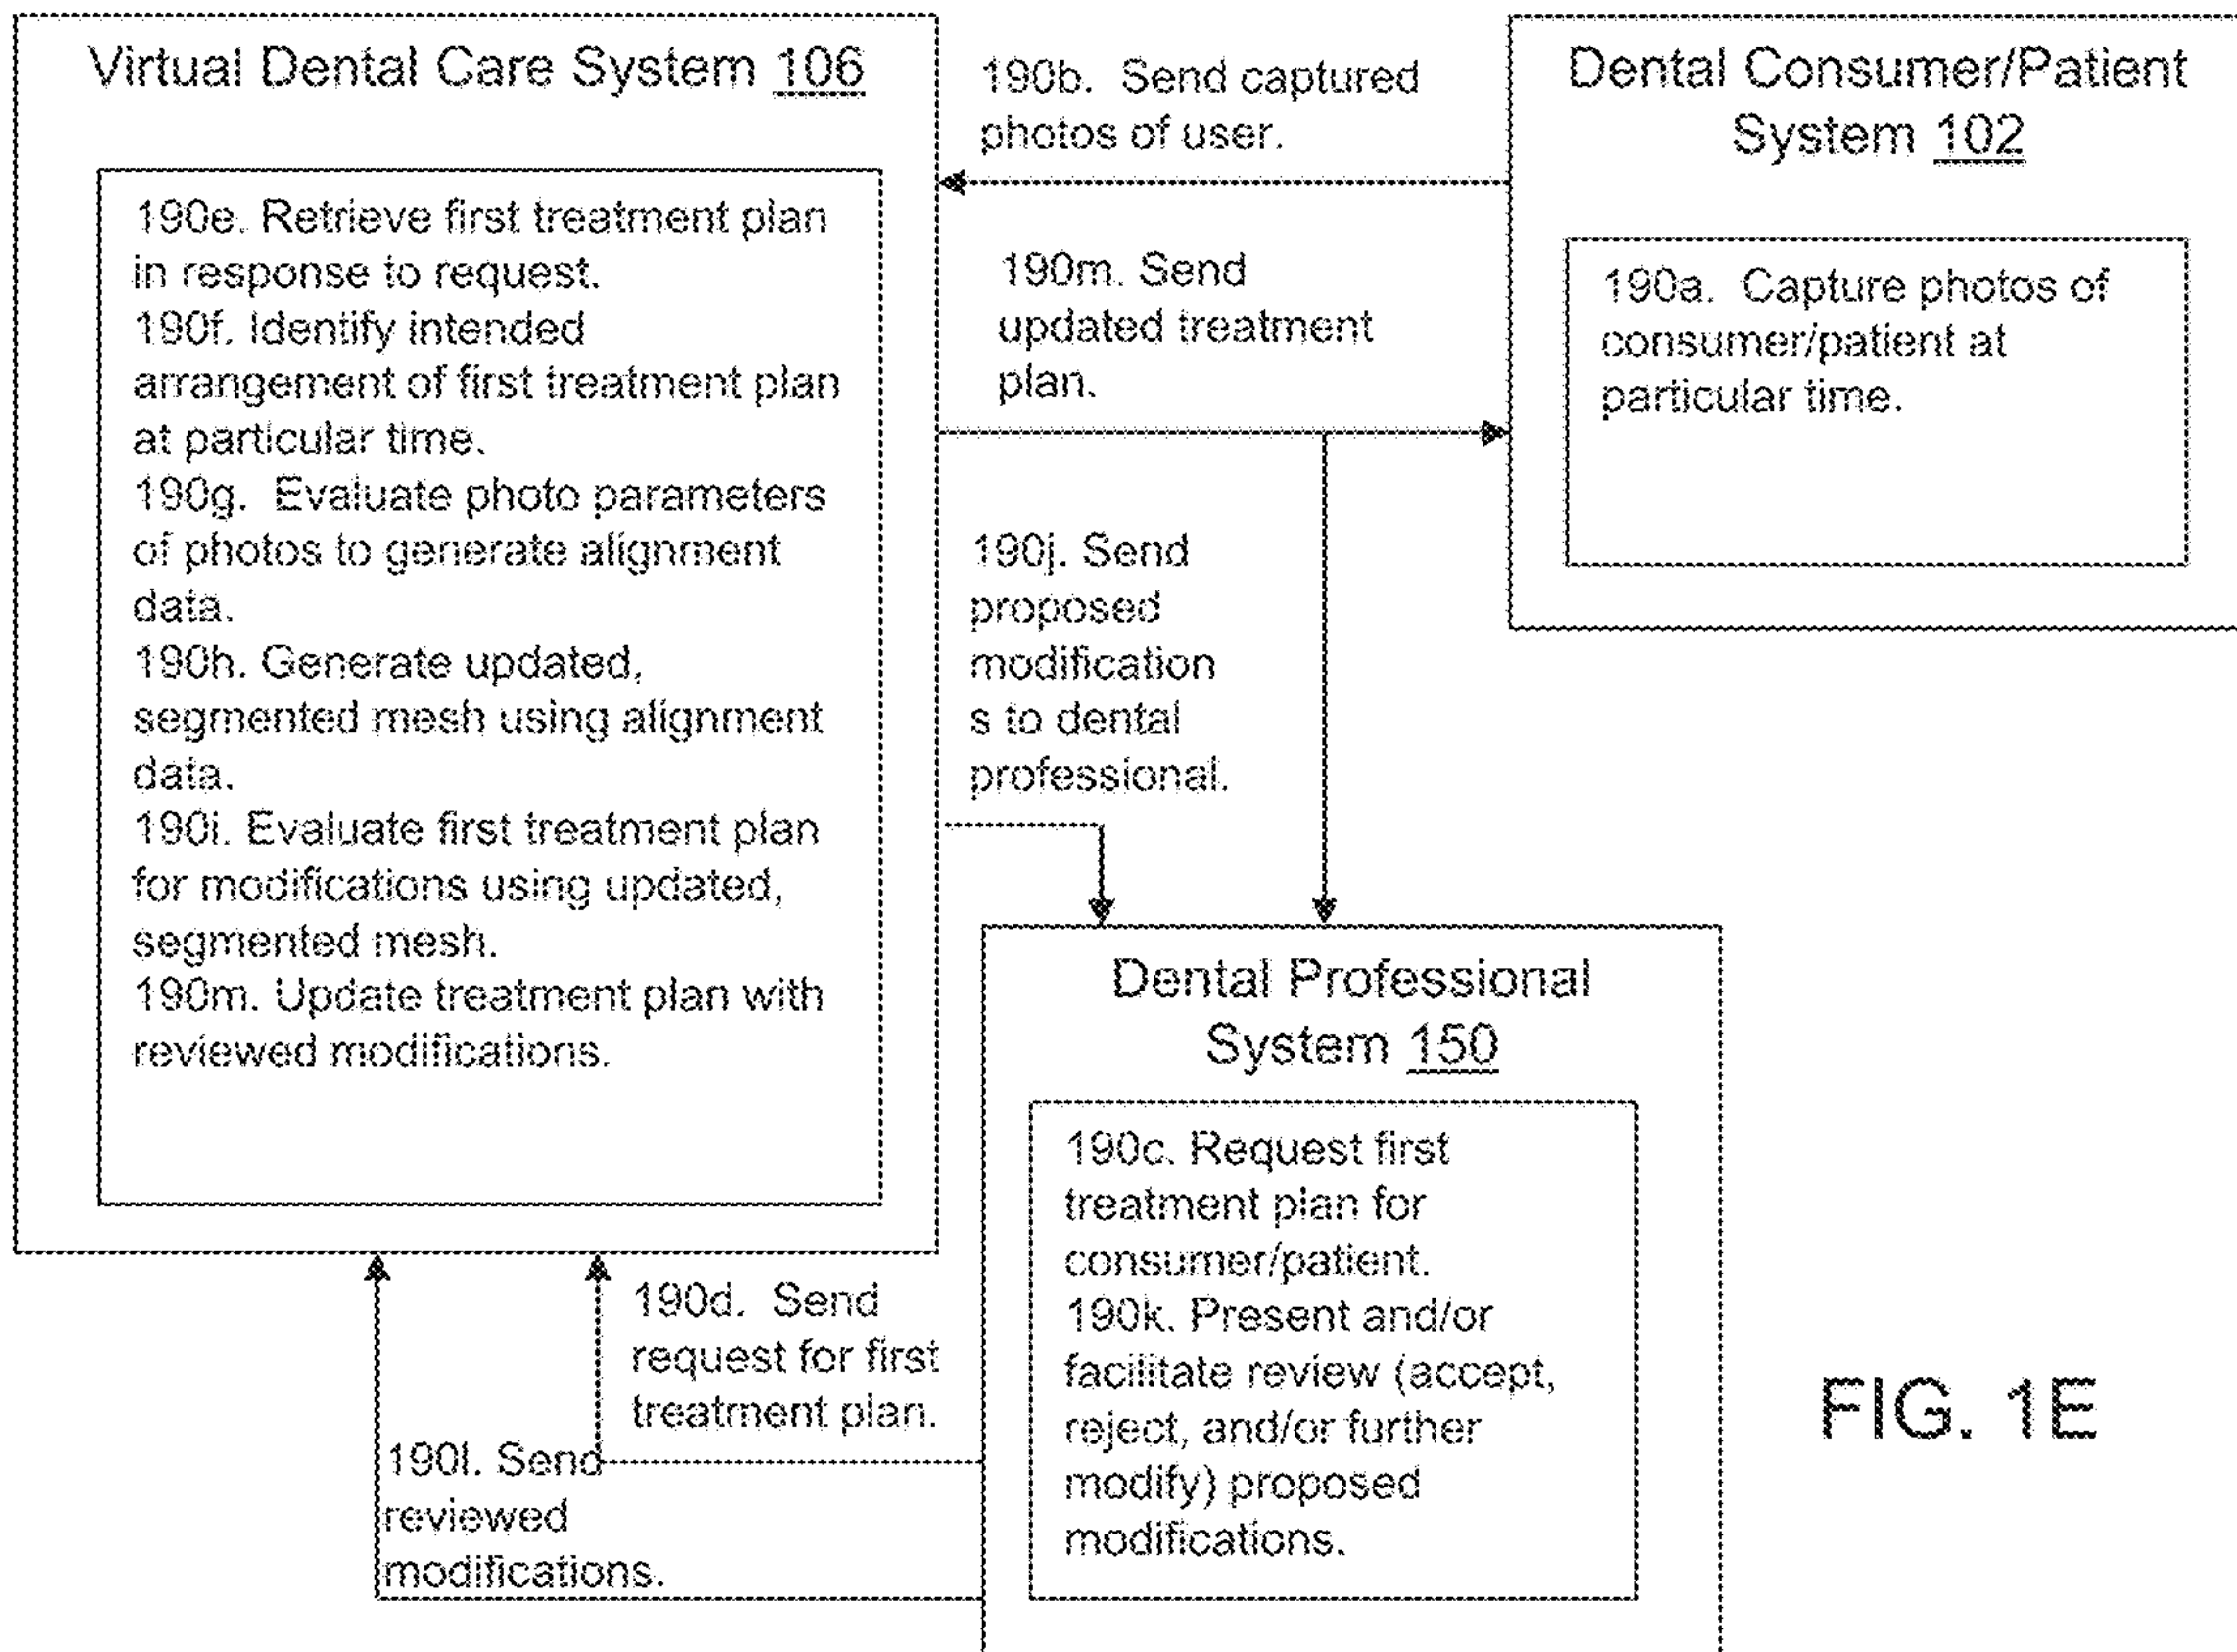 Virtual Dental Care System 106
190e. Retrieve first treatment plan
in response to request.
190f. Identify intended
arrangement of first treatment plan
at particular time.
190g. Evaluate photo parameters
of photos to generate alignment
data.
190h. Generate updated,
segmented mesh using alignment
data.
190i. Evaluate first treatment plan
for modifications using updated,
segmented mesh.
190m. Update treatment plan with
reviewed modifications.
190b. Send captured
photos of user.
190m. Send
updated treatment
plan.
190j. Send
proposed
modification
s to dental
professional.
Dental Consumer/Patient
System 102
190a. Capture photos of
consumer/patient at
particular time.
Dental Professional
System 150
190c. Request first
treatment plan for
consumer/patient.
190k. Present and/or
facilitate review (accept,
reject, and/or further
modify) proposed
modifications.
190d. Send
request for first
treatment plan.
190l. Send
reviewed
modifications.
FIG. 1E